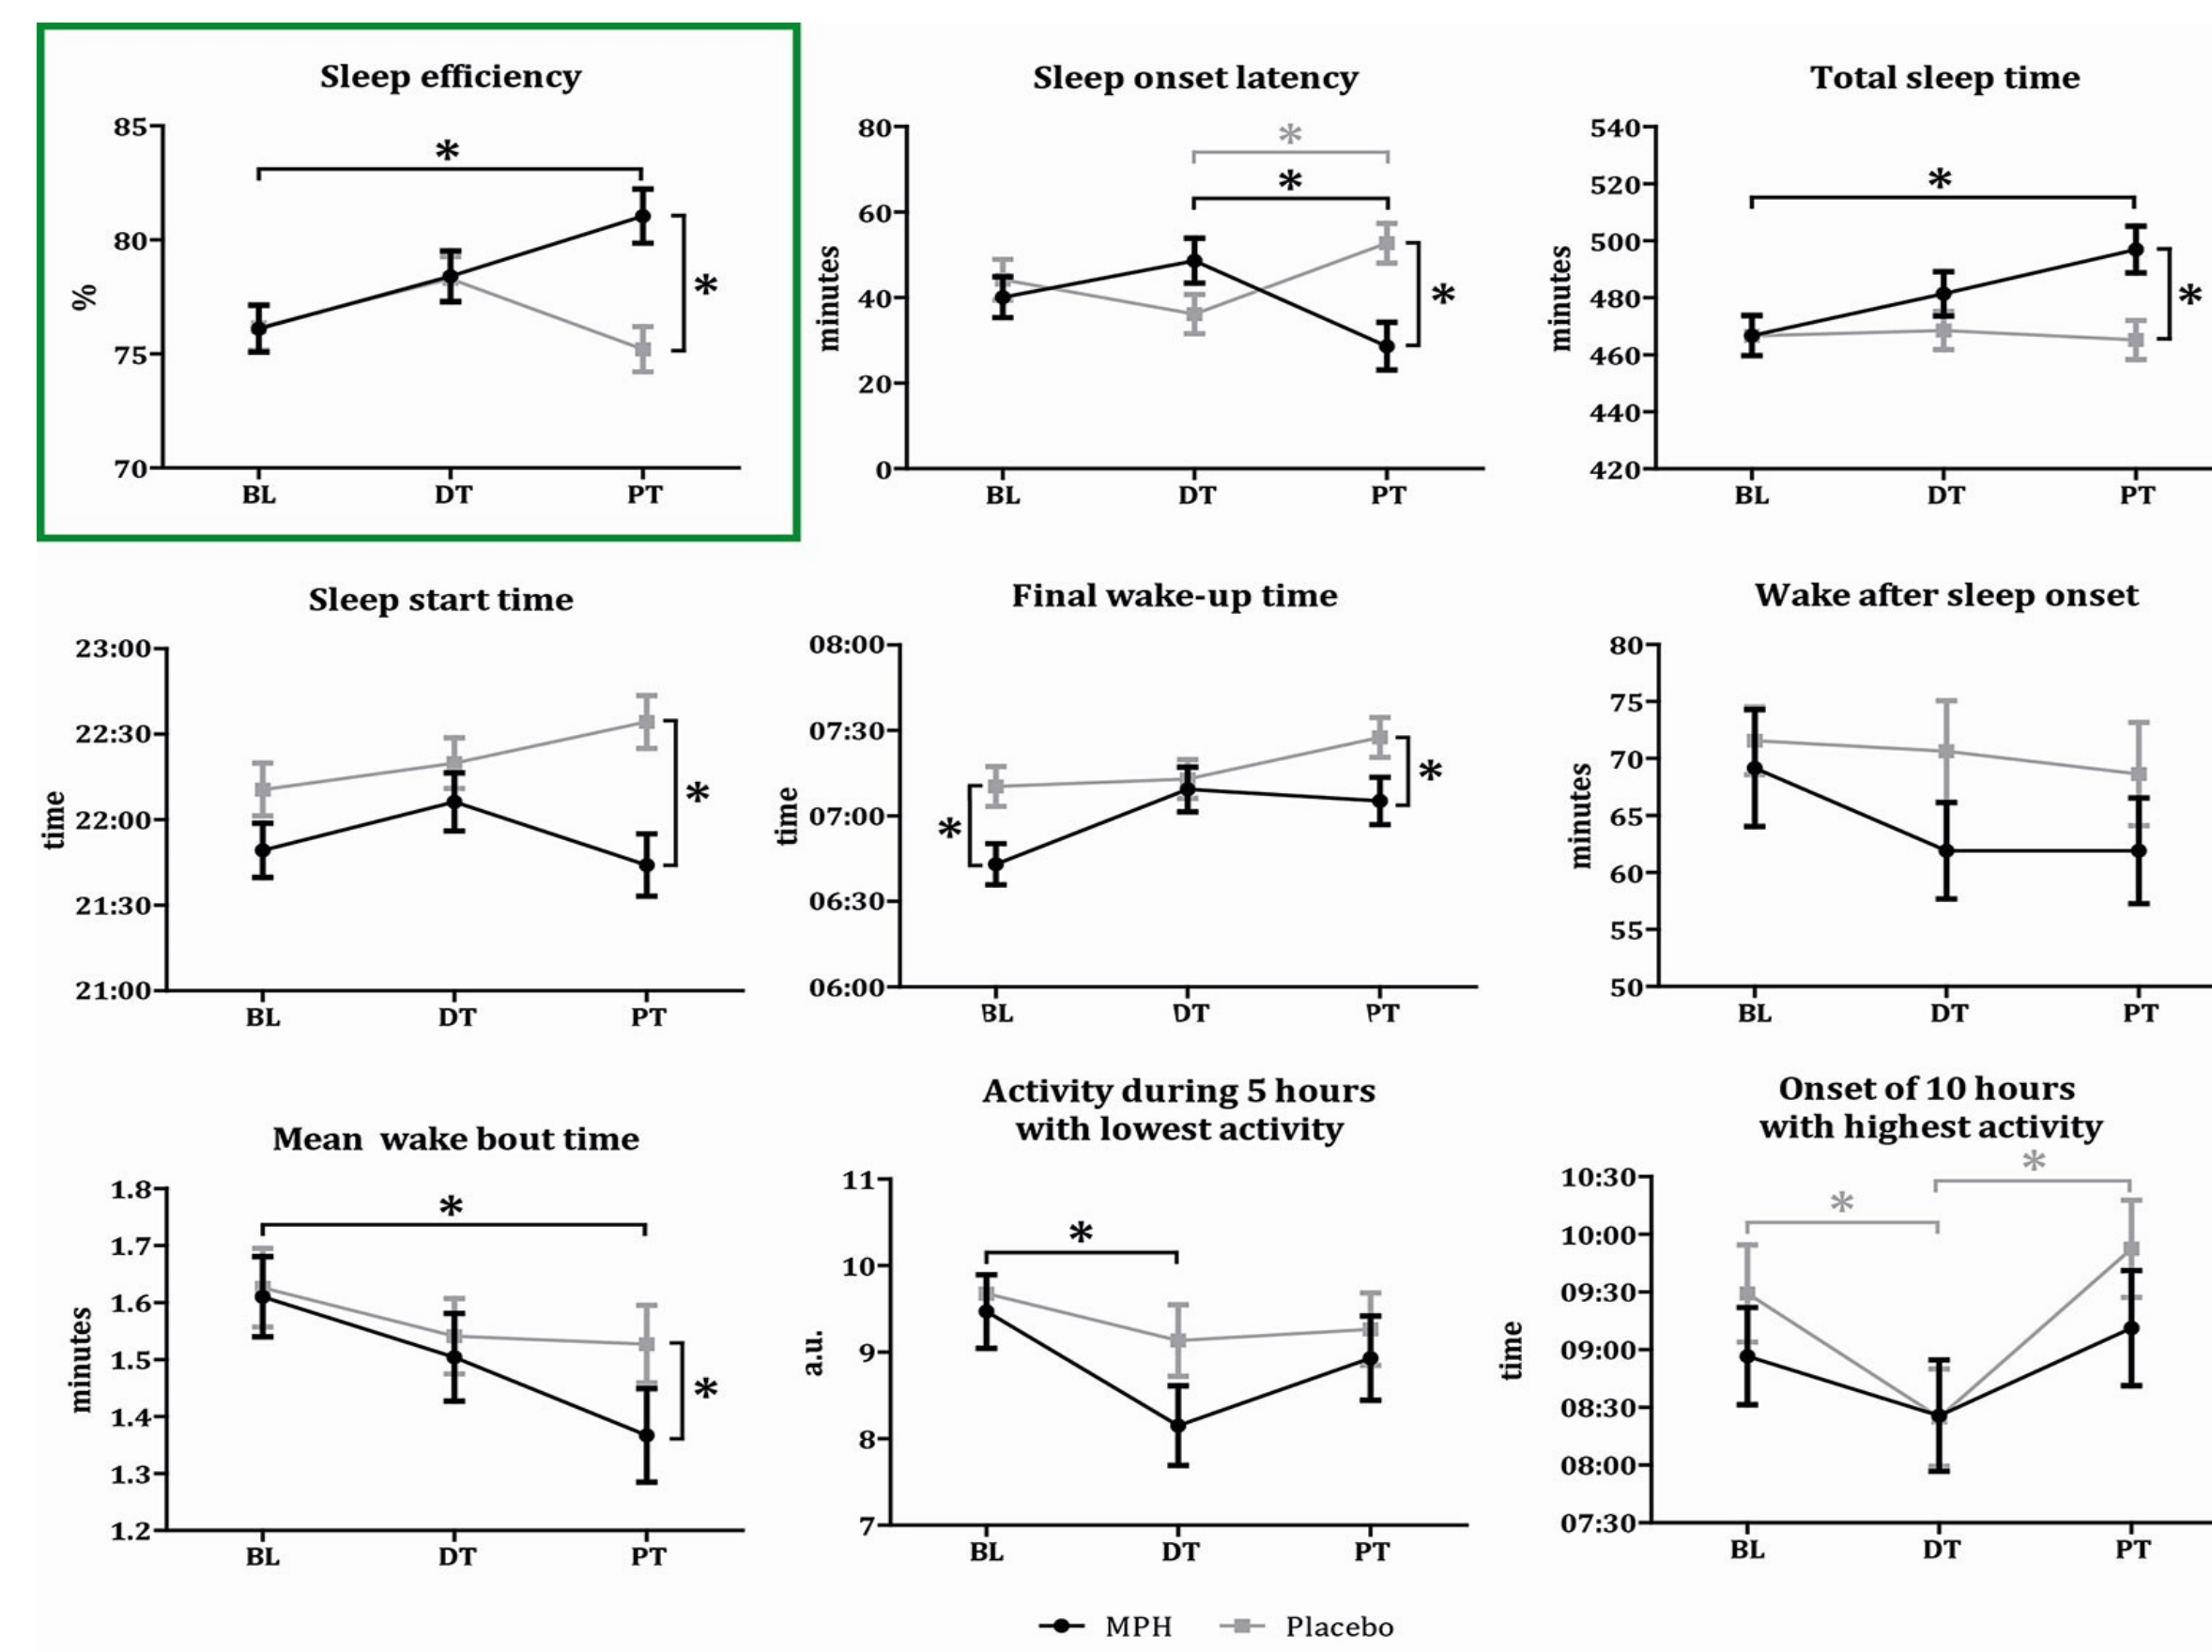 Sleep efficiency
*
85
80
75
70
%
*
BL DT PT
Sleep onset latency
*
*
80
60
40
20
0
minutes
*
BL DT PT
Total sleep time
*
540
520
500
480
460
440
420
minutes
*
BL DT PT
Sleep start time
23:00
22:30
22:00
21:30
21:00
time
*
BL DT PT
Final wake-up time
08:00
07:30
07:00
06:30
06:00
time
*
*
BL DT PT
Wake after sleep onset
80
75
70
65
60
55
50
minutes
BL DT PT
Mean wake bout time
*
1.8
1.7
1.6
1.5
1.4
1.3
1.2
minutes
*
BL DT PT
Activity during 5 hours
with lowest activity
*
11
10
9
8
7
a.u.
BL DT PT
Onset of 10 hours
with highest activity
*
*
10:30
10:00
09:30
09:00
08:30
08:00
07:30
time
BL DT PT
MPH Placebo